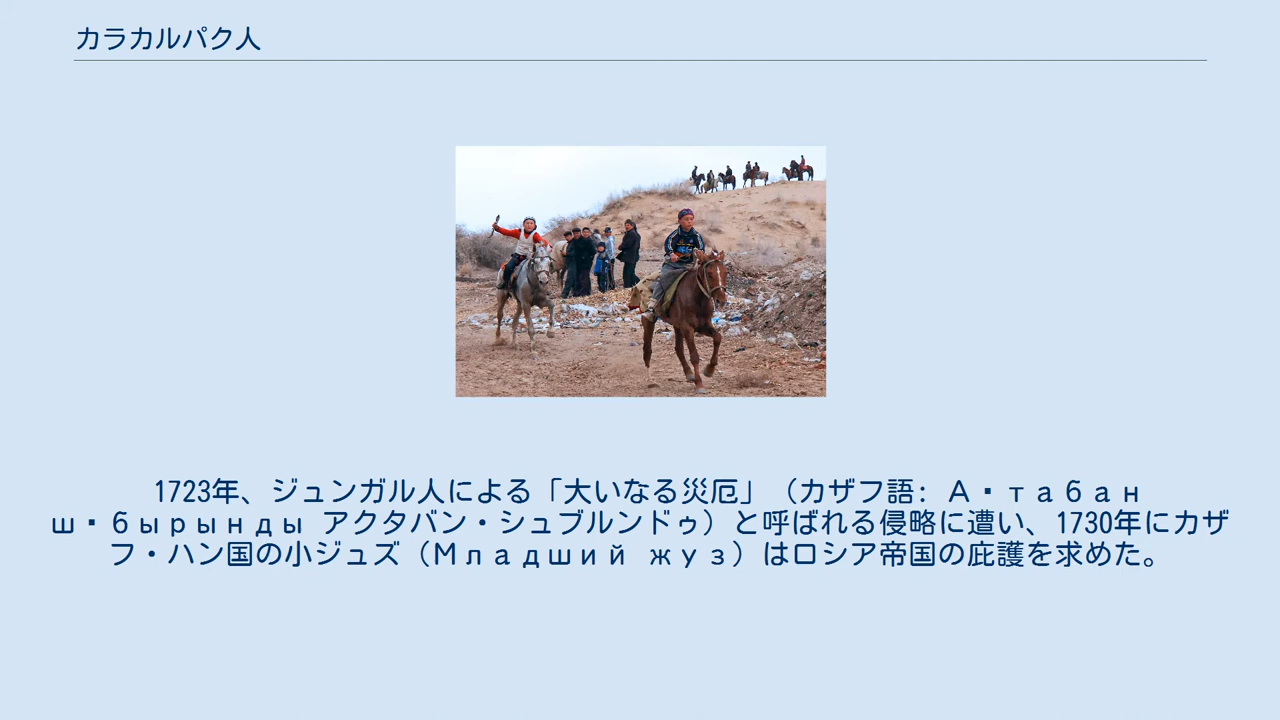 カラカルパク人
1723年、ジュンガル人による「大いなる災厄」（カザフ語: А▪табан
ш▪бырынды アクタバン・シュブルンドゥ）と呼ばれる侵略に遭い、1730年にカザ
フ・ハン国の小ジュズ（Младший жуз）はロシア帝国の庇護を求めた。